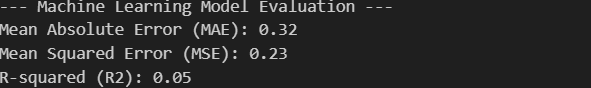 --- Machine Learning Model Evaluation ---
Mean Absolute Error (MAE): 0.32
Mean Squared Error (MSE): 0.23
R-squared (R2): 0.05